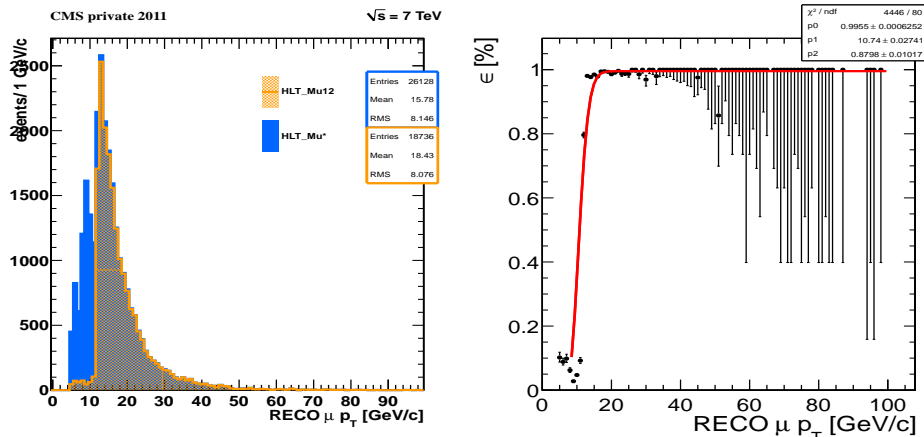 CMS private 2011
√s = 7 TeV
events/1 GeV/c
2500
2000
1500
1000
500
0
HLT_Mu12
HLT_Mu*
Entries 26128
Mean 15.78
RMS 8.146
Entries 18736
Mean 18.43
RMS 8.076
0 10 20 30 40 50 60 70 80 90
RECO μ p_T [GeV/c]
χ² / ndf 4446 / 80
p0 0.9955 ± 0.0006252
p1 10.74 ± 0.02741
p2 0.8798 ± 0.01017
ϵ [%]
1
0.8
0.6
0.4
0.2
0
0 20 40 60 80 100
RECO μ p_T [GeV/c]